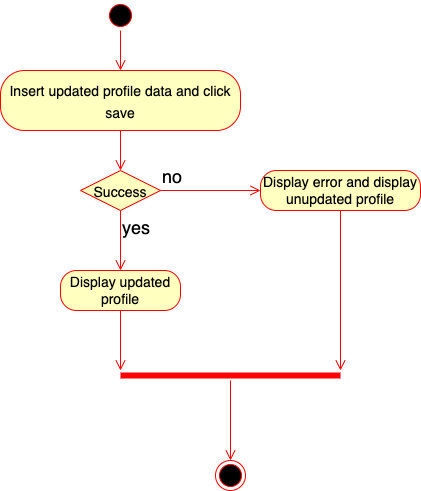 Insert updated profile data and click
save
Success
no
Display error and display
unupdated profile
yes
Display updated
profile